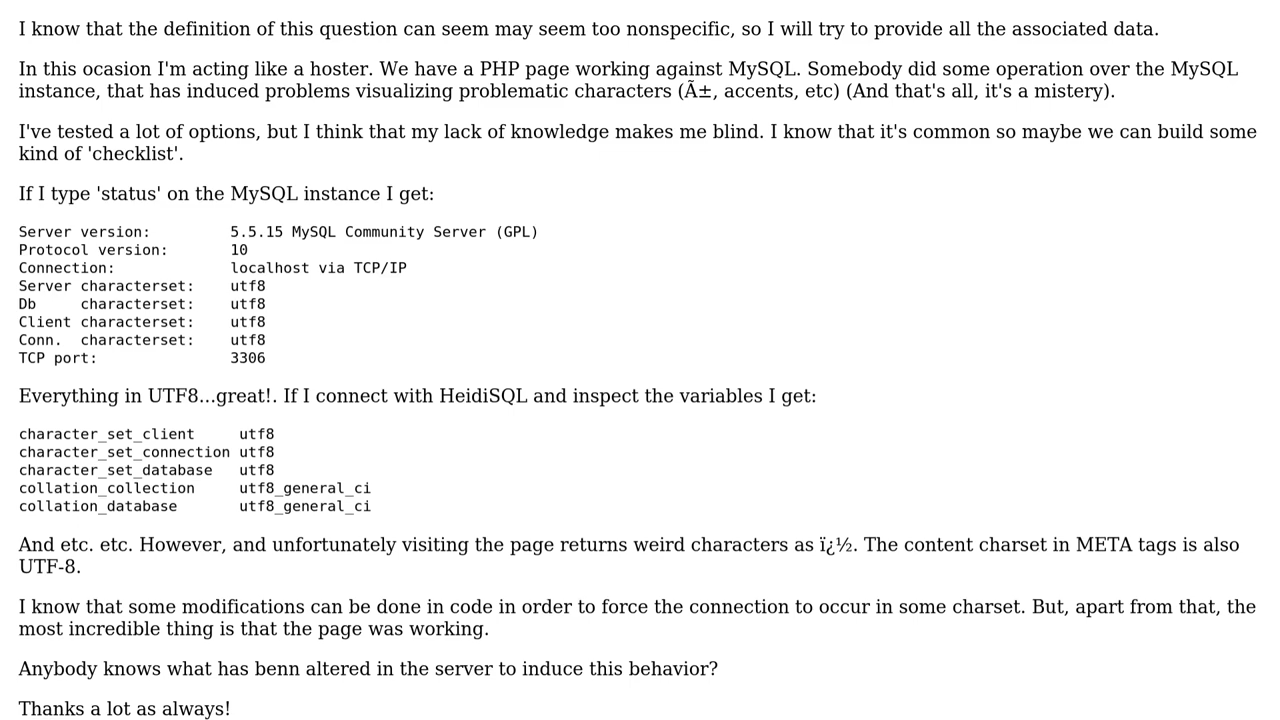 I know that the definition of this question can seem may seem too nonspecific, so I will try to provide all the associated data.
In this ocasion I'm acting like a hoster. We have a PHP page working against MySQL. Somebody did some operation over the MySQL
instance, that has induced problems visualizing problematic characters (Ã±, accents, etc) (And that's all, it's a mistery).
I've tested a lot of options, but I think that my lack of knowledge makes me blind. I know that it's common so maybe we can build some
kind of 'checklist'.
If I type 'status' on the MySQL instance I get:
Server version:         5.5.15 MySQL Community Server (GPL)
Protocol version:       10
Connection:             localhost via TCP/IP
Server characterset:    utf8
Db     characterset:    utf8
Client characterset:    utf8
Conn.  characterset:    utf8
TCP port:               3306
Everything in UTF8...great!. If I connect with HeidiSQL and inspect the variables I get:
character_set_client     utf8
character_set_connection utf8
character_set_database   utf8
collation_collection     utf8_general_ci
collation_database       utf8_general_ci
And etc. etc. However, and unfortunately visiting the page returns weird characters as ï¿½. The content charset in META tags is also
UTF-8.
I know that some modifications can be done in code in order to force the connection to occur in some charset. But, apart from that, the
most incredible thing is that the page was working.
Anybody knows what has benn altered in the server to induce this behavior?
Thanks a lot as always!